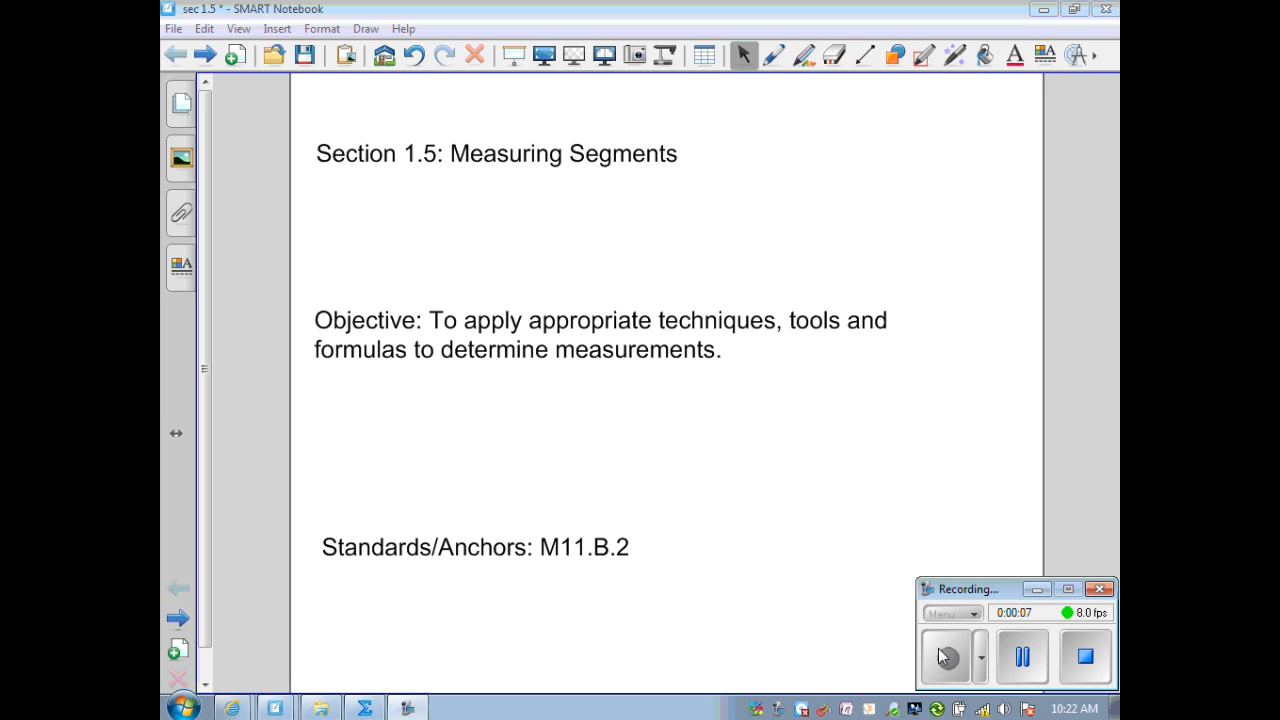 sec 1.5 * - SMART Notebook
File Edit View Insert Format Draw Help
Section 1.5: Measuring Segments
Objective: To apply appropriate techniques, tools and
formulas to determine measurements.
Standards/Anchors: M11.B.2
Recording...
Menu 0:00:07 8.0 fps
10:22 AM